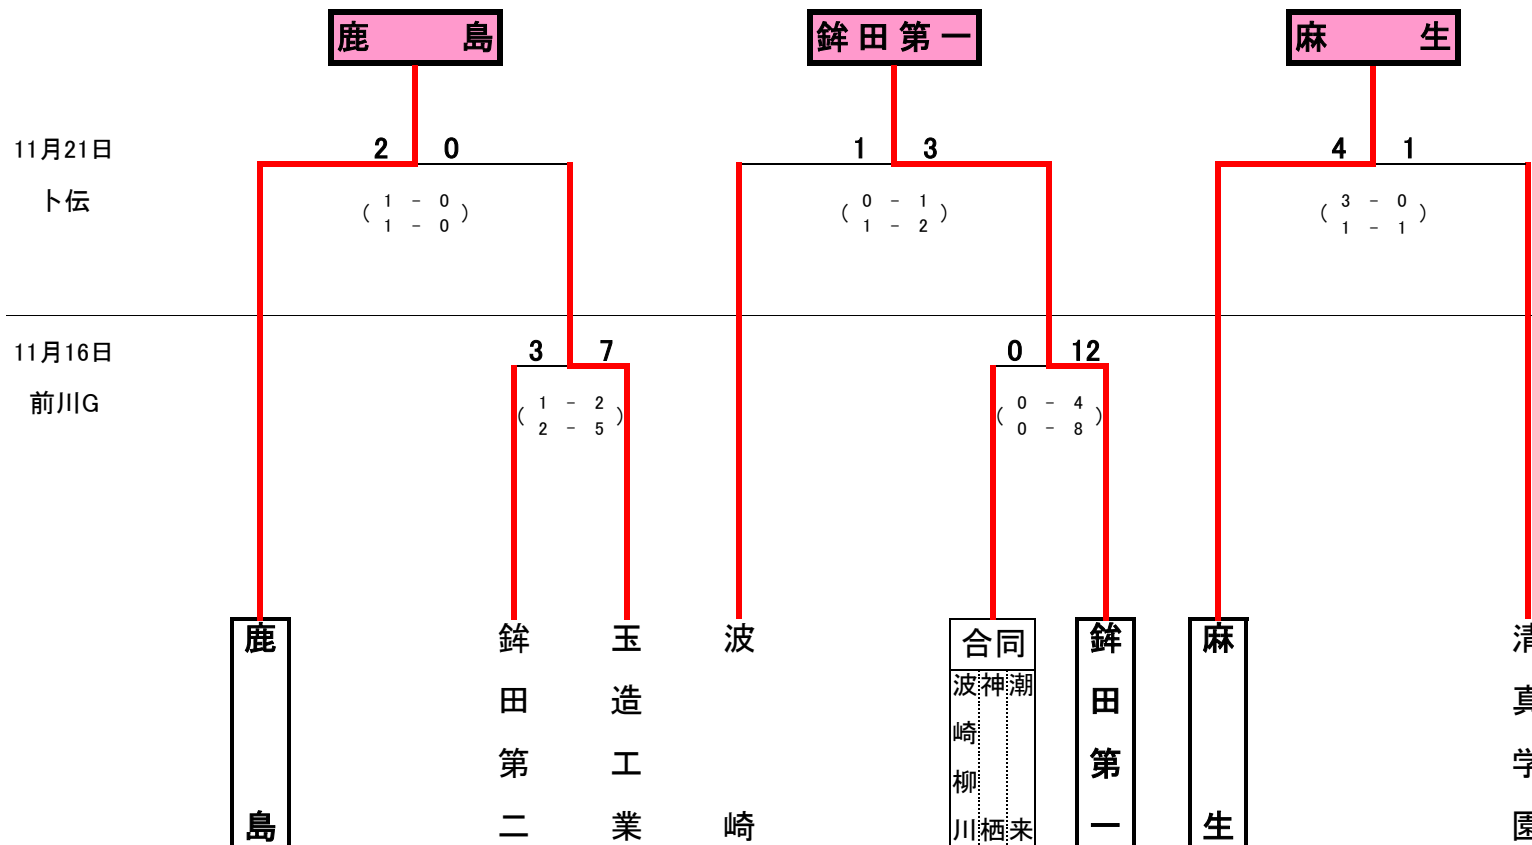 鹿島 鉾田第一 麻生
11月21日 2 0 1 3 4 1
卜伝
( 1 - 0 ) ( 0 - 1 ) ( 3 - 0 )
1 - 0 1 - 2 1 - 1
11月16日 3 7 0 12
前川G
( 1 - 2 ) ( 0 - 4 )
2 - 5 0 - 8
鹿島
鉾田第二
玉造工業
波崎
合同
波崎柳川
神栖
潮来
鉾田第一
麻生
清真学園